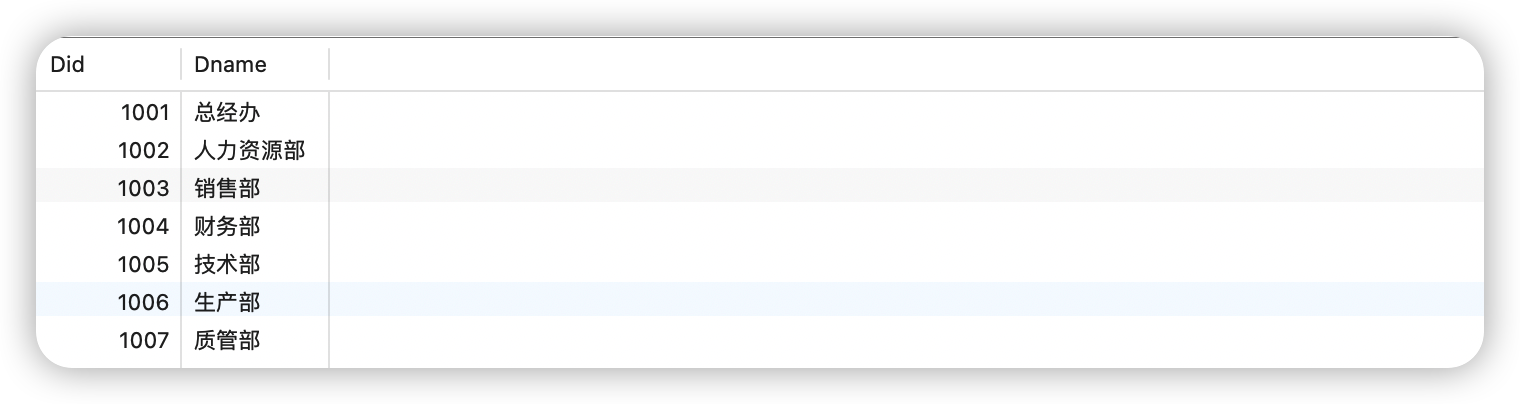 Did Dname
1001 总经办
1002 人力资源部
1003 销售部
1004 财务部
1005 技术部
1006 生产部
1007 质管部